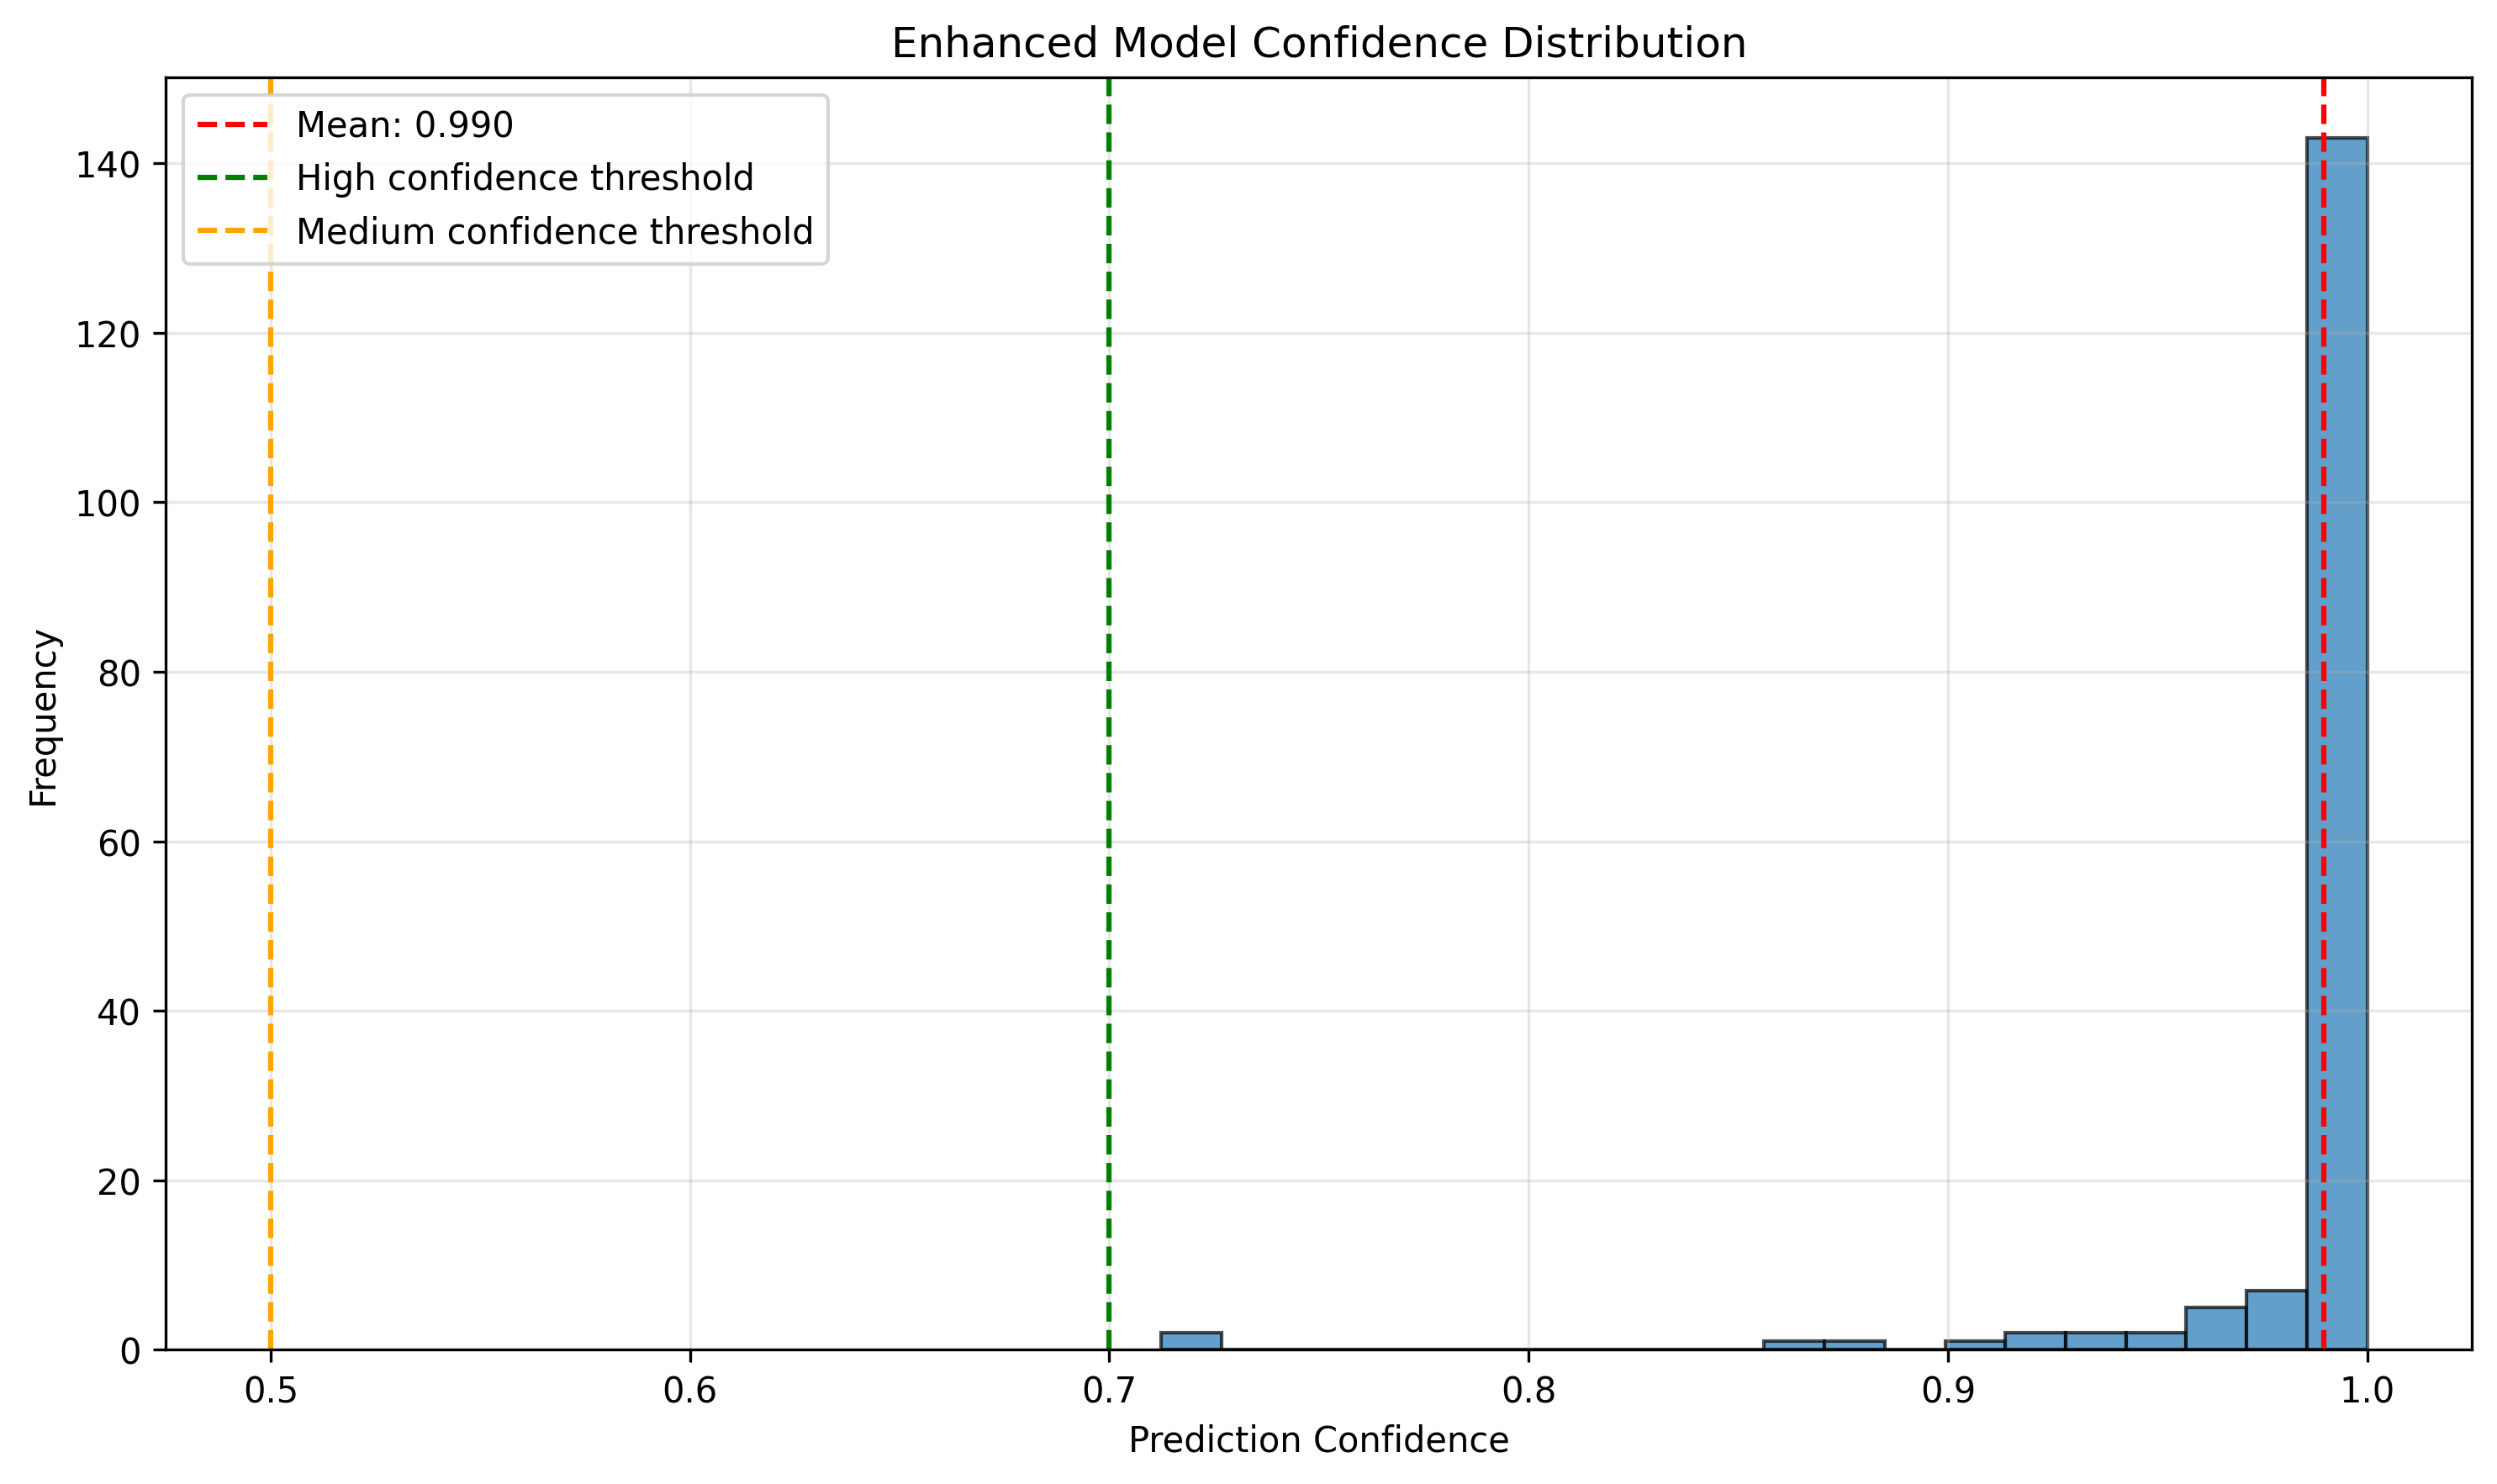 Enhanced Model Confidence Distribution
Mean: 0.990
High confidence threshold
Medium confidence threshold
140
120
100
80
60
40
20
0
Frequency
0.5 0.6 0.7 0.8 0.9 1.0
Prediction Confidence